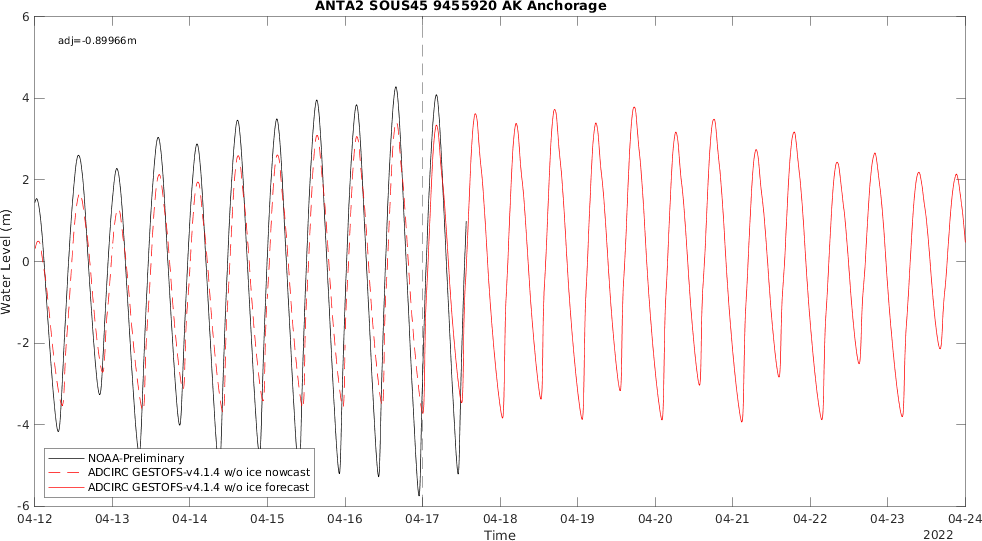 ANTA2 SOUS45 9455920 AK Anchorage
adj=-0.89966m
6
4
2
0
-2
-4
-6
Water Level (m)
NOAA-Preliminary
ADCIRC GESTOFS-v4.1.4 w/o ice nowcast
ADCIRC GESTOFS-v4.1.4 w/o ice forecast
04-12 04-13 04-14 04-15 04-16 04-17 04-18 04-19 04-20 04-21 04-22 04-23 04-24
Time
2022